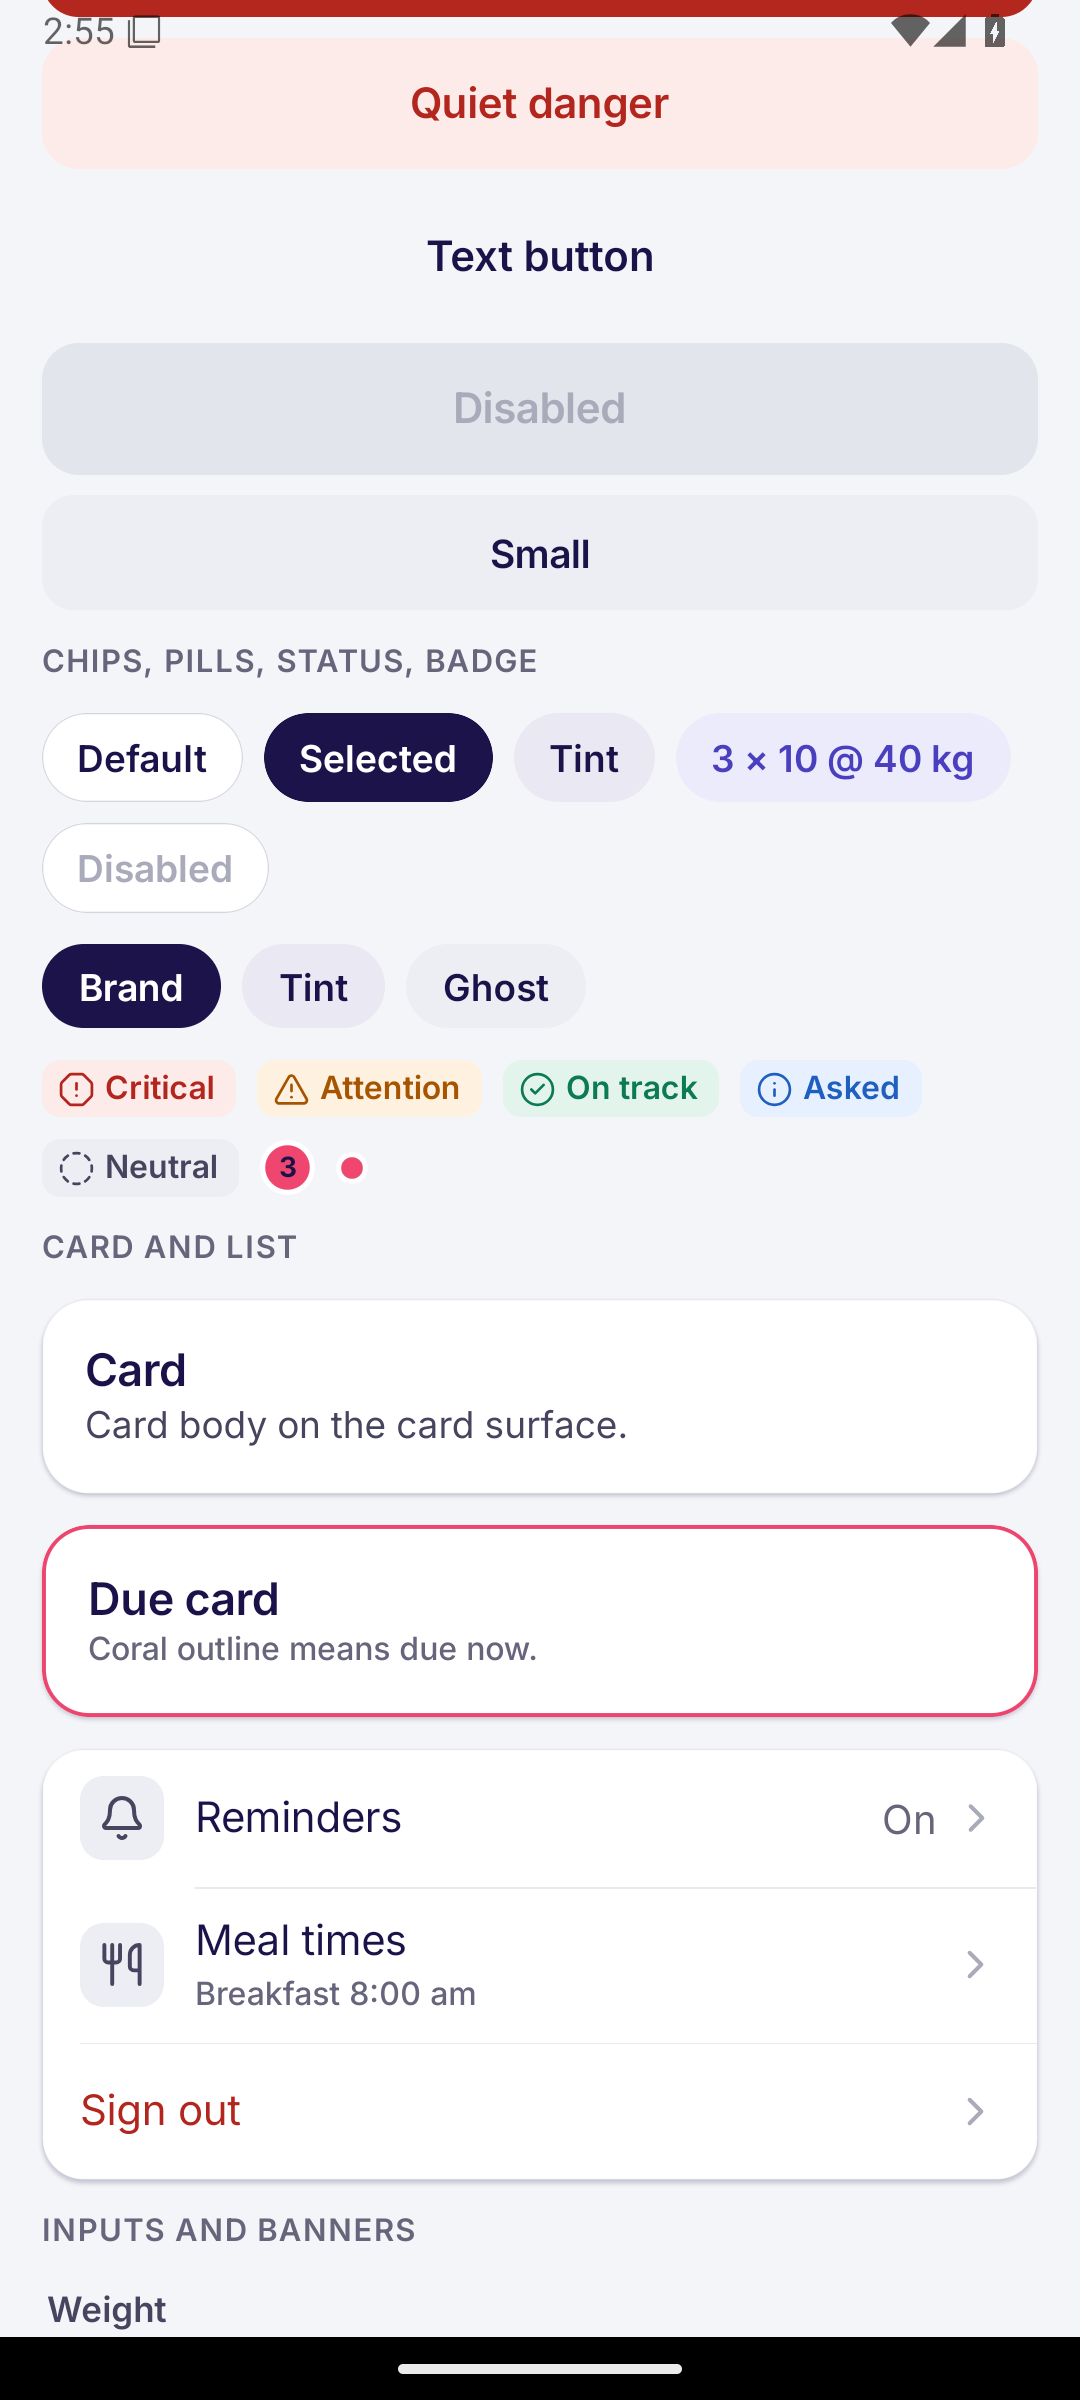 2:55
Quiet danger
Text button
Disabled
Small
CHIPS, PILLS, STATUS, BADGE
Default Selected Tint 3 × 10 @ 40 kg
Disabled
Brand Tint Ghost
Critical Attention On track Asked
Neutral 3
CARD AND LIST
Card
Card body on the card surface.
Due card
Coral outline means due now.
Reminders On
Meal times
Breakfast 8:00 am
Sign out
INPUTS AND BANNERS
Weight